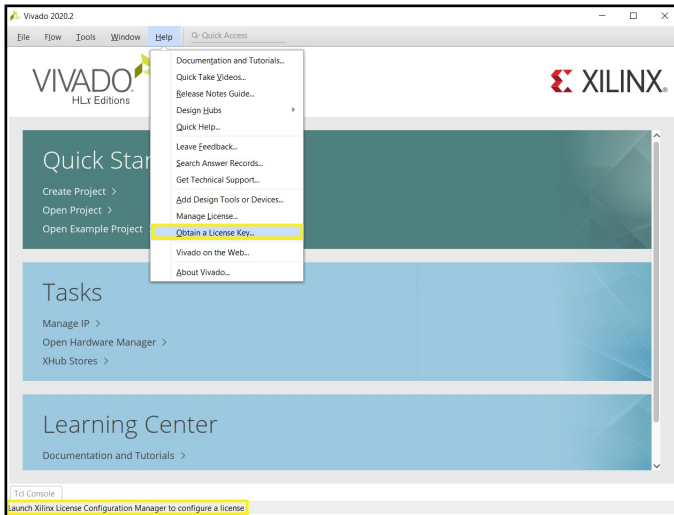 Vivado 2020.2
File Flow Tools Window Help Q- Quick Access
VIVADO.
HLx Editions
XILINX®
Documentation and Tutorials...
Quick Take Videos...
Release Notes Guide...
Design Hubs
Quick Help...
Leave Feedback...
Search Answer Records...
Get Technical Support...
Add Design Tools or Devices...
Manage License...
Obtain a License Key...
Vivado on the Web...
About Vivado...
Quick Star
Create Project >
Open Project >
Open Example Project
Tasks
Manage IP >
Open Hardware Manager >
XHub Stores >
Learning Center
Documentation and Tutorials >
Tcl Console
Launch Xilinx License Configuration Manager to configure a license